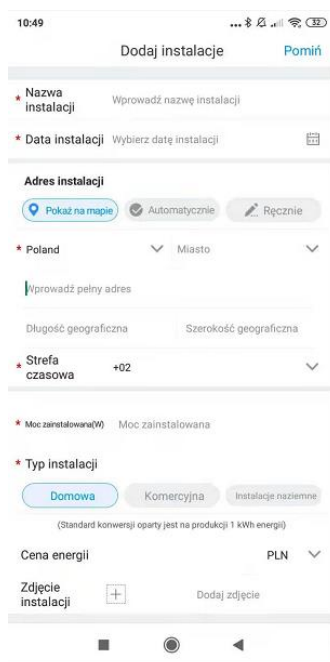 10:49
... 32
Dodaj instalacje
Pomiń
* Nazwa
instalacji
Wprowadź nazwę instalacji
* Data instalacji Wybierz datę instalacji
Adres instalacji
Pokaż na mapie Automatycznie Ręcznie
* Poland Miasto
Wprowadź pełny adres
Długość geograficzna Szerokość geograficzna
* Strefa
czasowa
+02
* Moc zainstalowana(W) Moc zainstalowana
* Typ instalacji
Domowa Komercyjna Instalacje naziemne
(Standard konwersji oparty jest na produkcji 1 kWh energii)
Cena energii PLN
Zdjęcie
instalacji
Dodaj zdjęcie